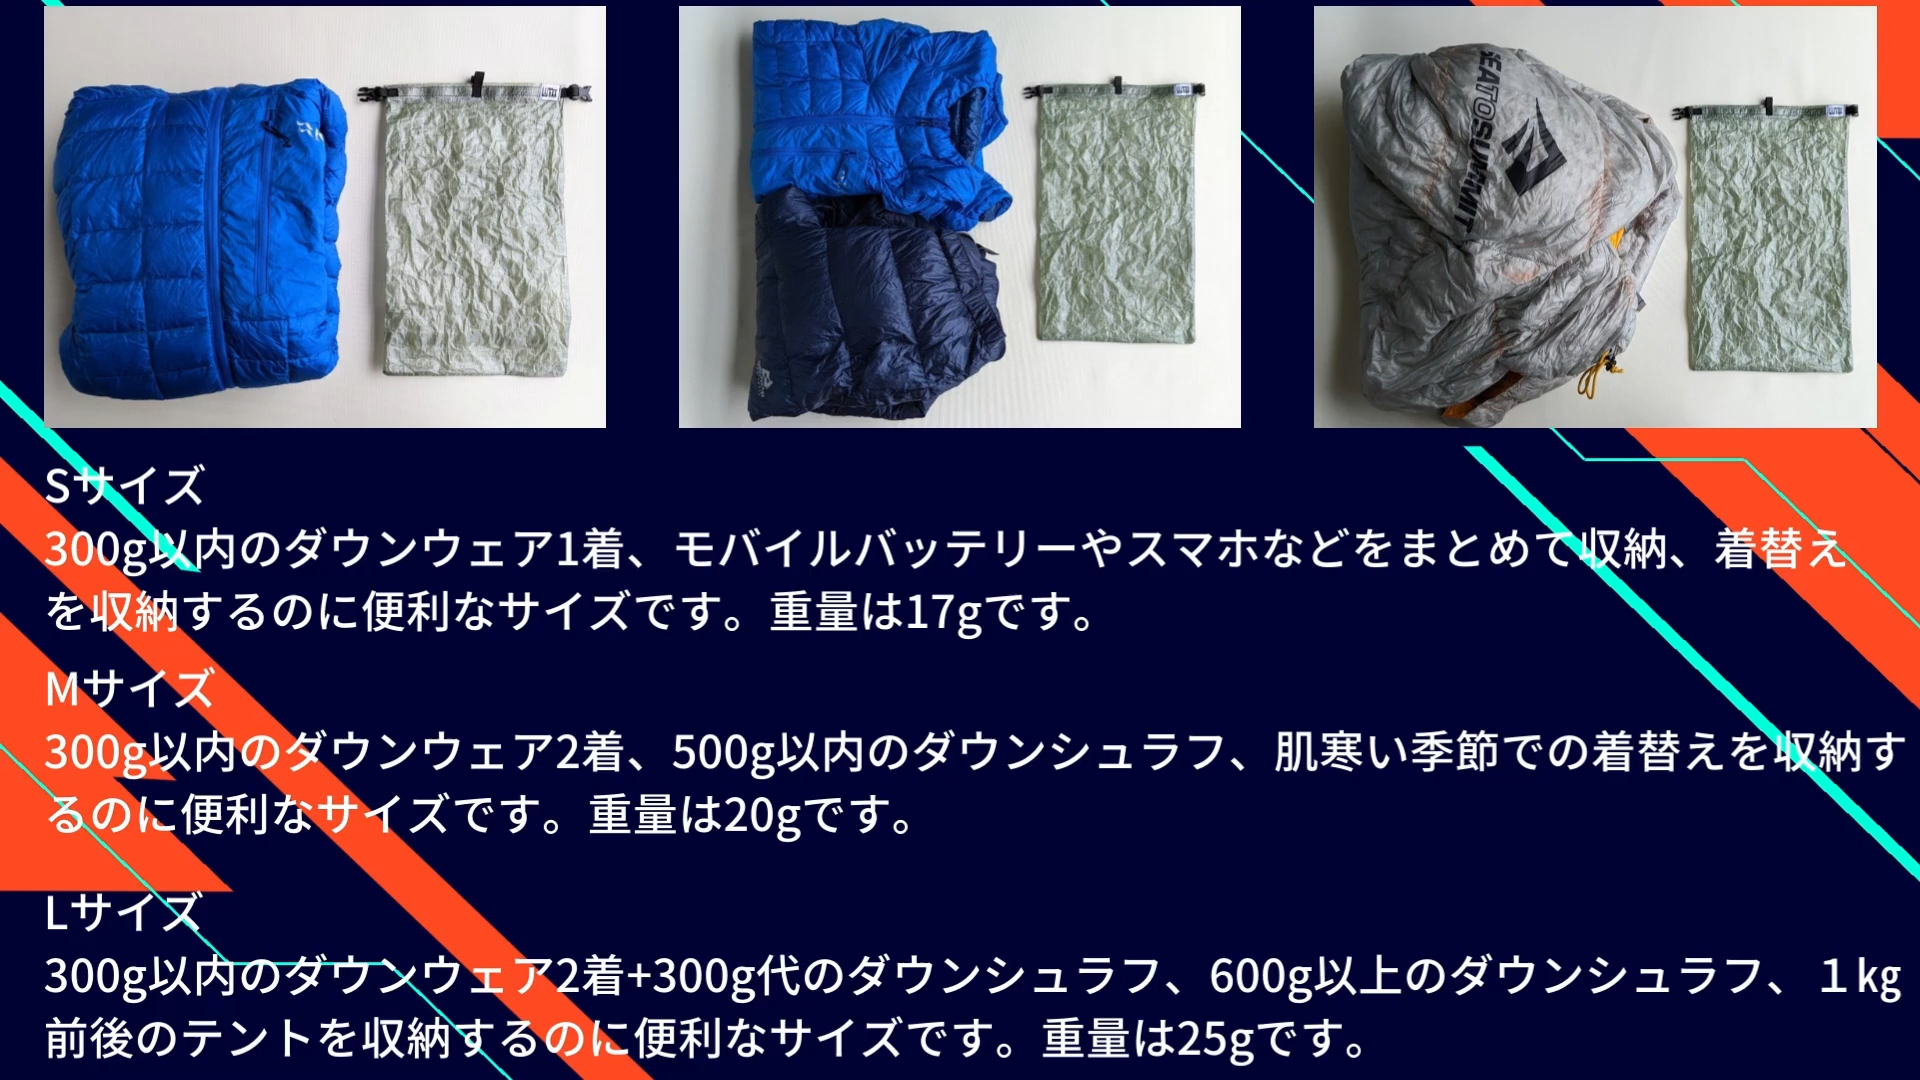 SEATOSUMMIT
Sサイズ
300g以内のダウンウェア1着、モバイルバッテリーやスマホなどをまとめて収納、着替え
を収納するのに便利なサイズです。重量は17gです。
Mサイズ
300g以内のダウンウェア2着、500g以内のダウンシュラフ、肌寒い季節での着替えを収納す
るのに便利なサイズです。重量は20gです。
Lサイズ
300g以内のダウンウェア2着+300g代のダウンシュラフ、600g以上のダウンシュラフ、１kg
前後のテントを収納するのに便利なサイズです。重量は25gです。